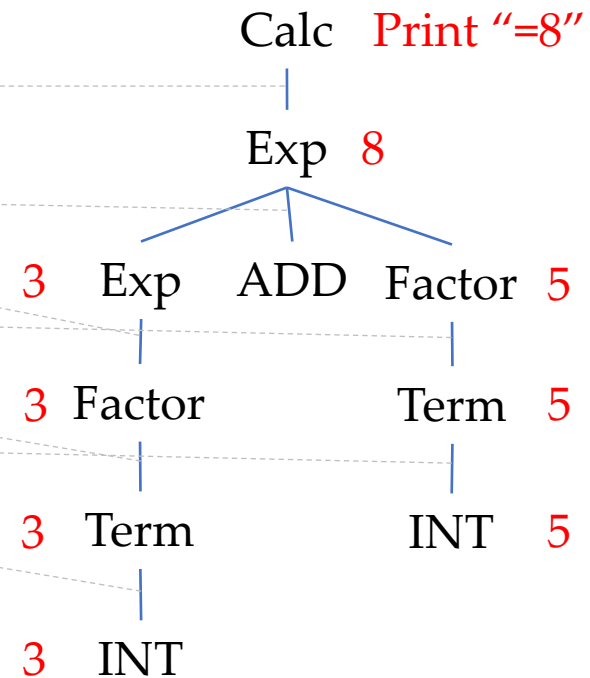 Calc Print “=8”
Exp 8
3 Exp ADD Factor 5
3 Factor Term 5
3 Term INT 5
3 INT